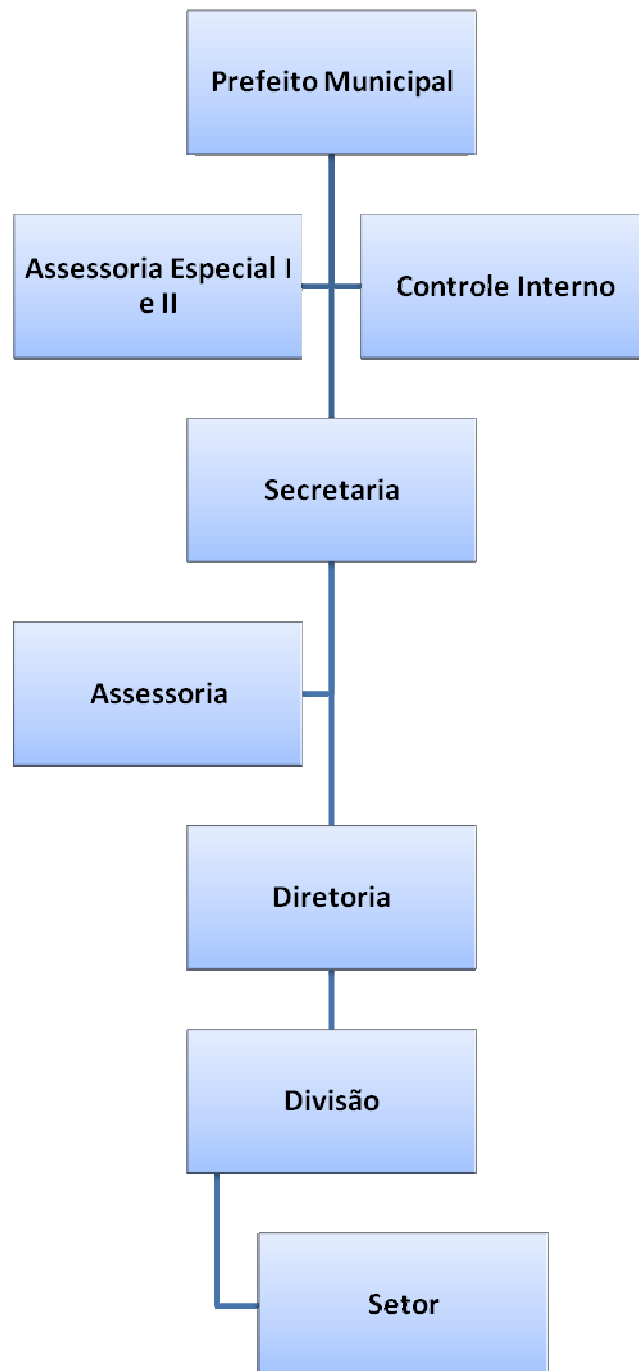 Prefeito Municipal
Assessoria Especial I
e II
Controle Interno
Secretaria
Assessoria
Diretoria
Divisão
Setor